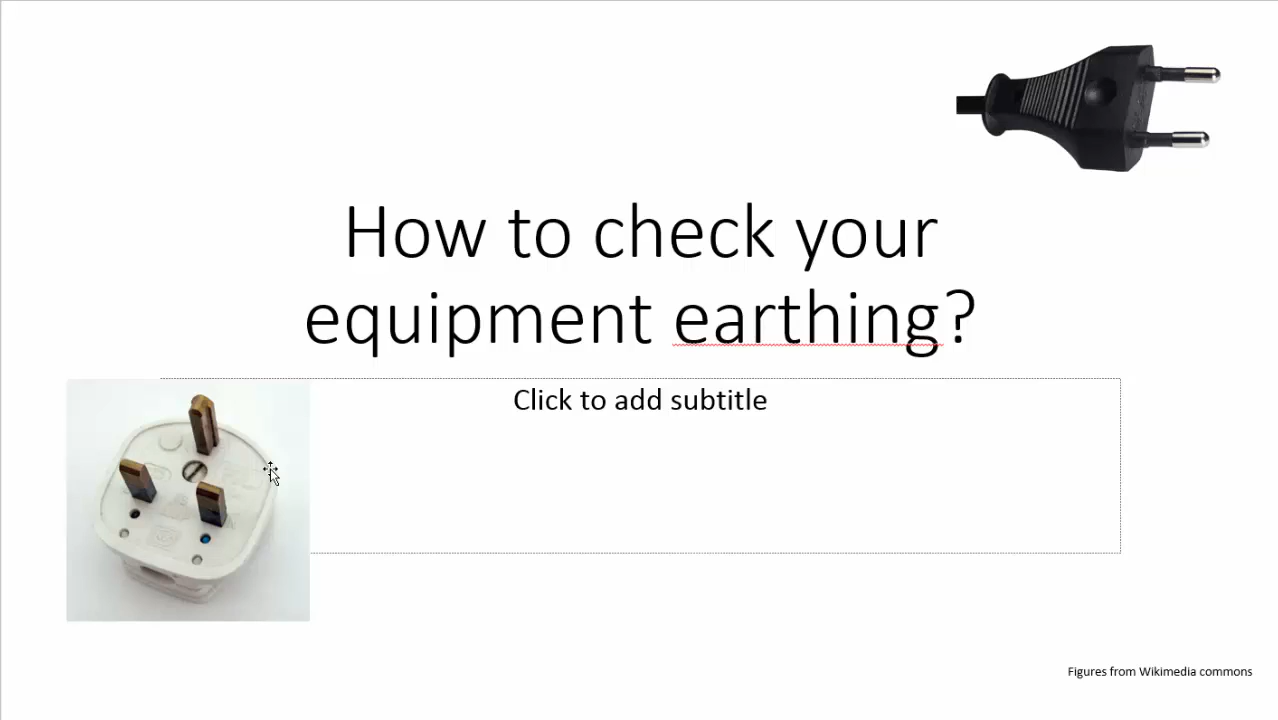 How to check your
equipment earthing?
Click to add subtitle
Figures from Wikimedia commons